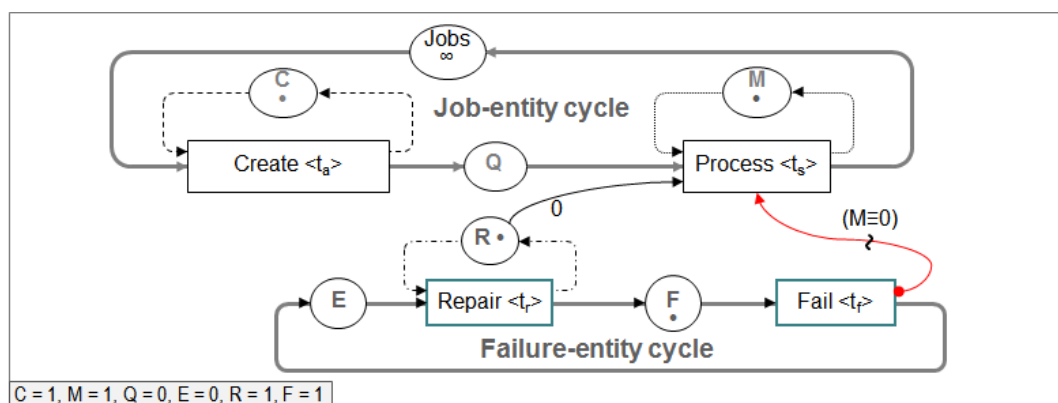 Jobs
∞
C
M
Job-entity cycle
Create <tₐ>
Q
Process <tₛ>
0
(M≡0)
R
E
Repair <tᵣ>
F
Fail <t_f>
Failure-entity cycle
C = 1, M = 1, Q = 0, E = 0, R = 1, F = 1